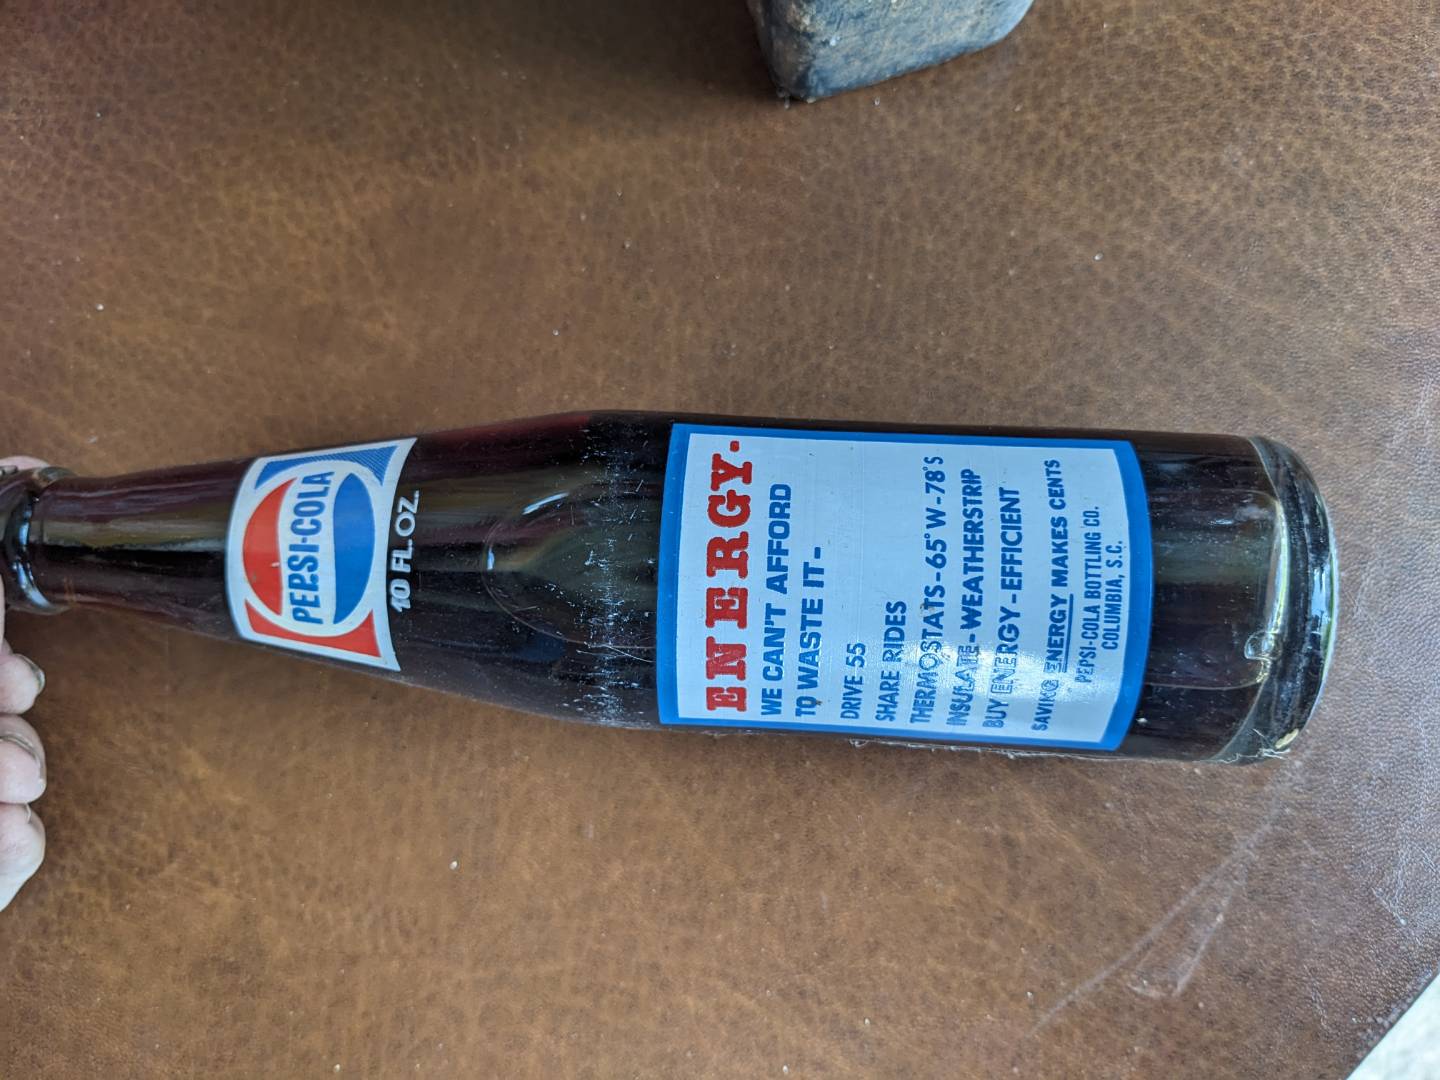 PEPSI-COLA
10 FL. OZ.
ENERGY.
WE CAN'T AFFORD
TO WASTE IT-
DRIVE-55
SHARE RIDES
THERMOSTATS-65° W-78° S
INSULATE-WEATHERSTRIP
BUY ENERGY-EFFICIENT
SAVING ENERGY MAKES CENTS
PEPSI-COLA BOTTLING CO.
COLUMBIA, S.C.